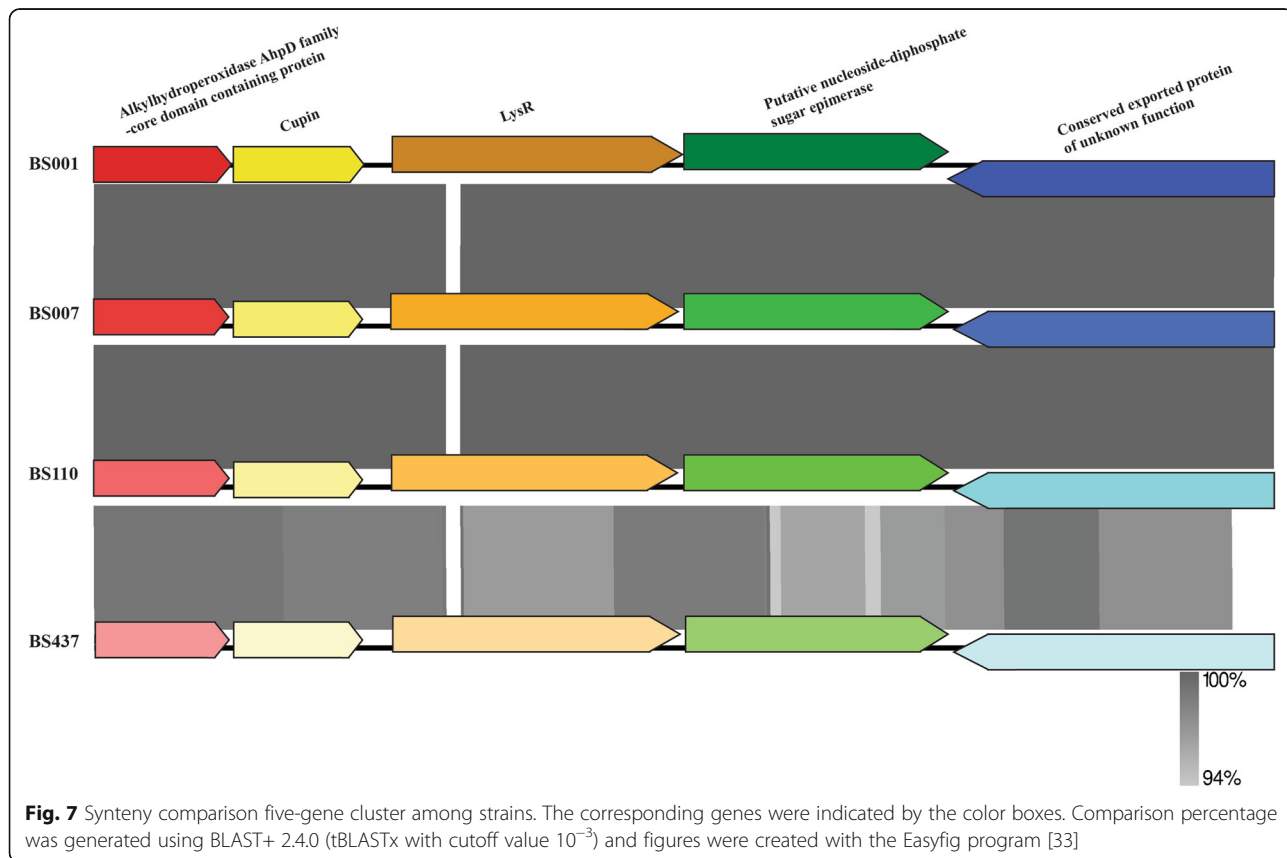 Alkylhydroperoxidase AhpD family
-core domain containing protein
Cupin
LysR
Putative nucleoside-diphosphate
sugar epimerase
Conserved exported protein
of unknown function
BS001
BS007
BS110
BS437
100%
94%
Fig. 7 Synteny comparison five-gene cluster among strains. The corresponding genes were indicated by the color boxes. Comparison percentage
was generated using BLAST+ 2.4.0 (tBLASTx with cutoff value 10⁻³) and figures were created with the Easyfig program [33]